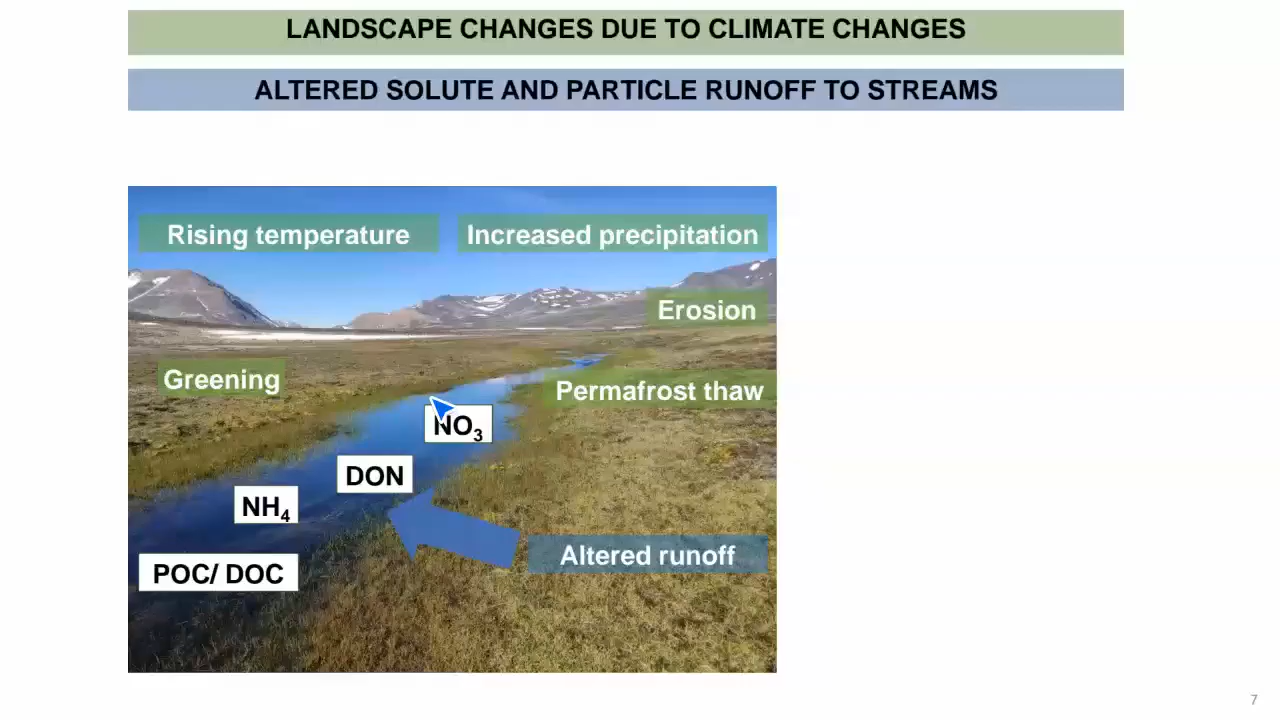 LANDSCAPE CHANGES DUE TO CLIMATE CHANGES
ALTERED SOLUTE AND PARTICLE RUNOFF TO STREAMS
Rising temperature
Increased precipitation
Erosion
Greening
Permafrost thaw
NO₃
DON
NH₄
Altered runoff
POC/ DOC
7